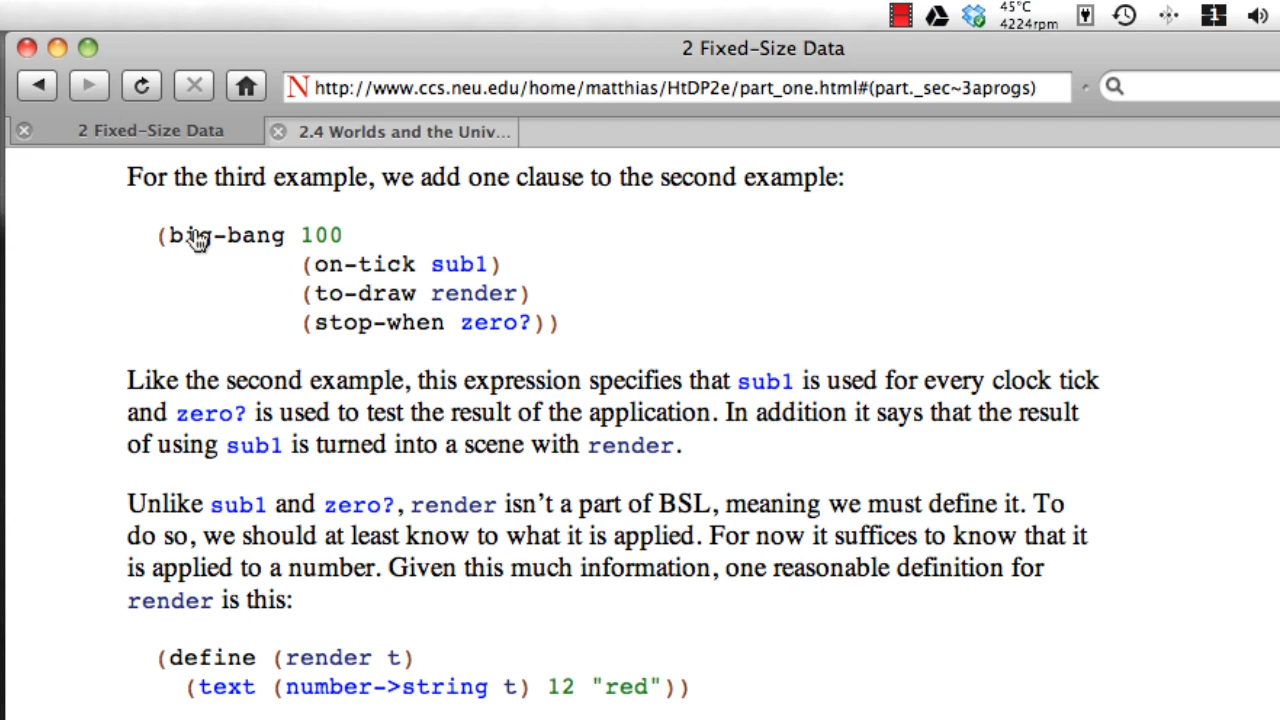 45°C
4224rpm
1
2 Fixed-Size Data
N http://www.ccs.neu.edu/home/matthias/HtDP2e/part_one.html#(part._sec~3aprogs)
2 Fixed-Size Data
2.4 Worlds and the Univ...
For the third example, we add one clause to the second example:
(big-bang 100
(on-tick sub1)
(to-draw render)
(stop-when zero?))
Like the second example, this expression specifies that sub1 is used for every clock tick
and zero? is used to test the result of the application. In addition it says that the result
of using sub1 is turned into a scene with render.
Unlike sub1 and zero?, render isn't a part of BSL, meaning we must define it. To
do so, we should at least know to what it is applied. For now it suffices to know that it
is applied to a number. Given this much information, one reasonable definition for
render is this:
(define (render t)
(text (number->string t) 12 "red"))